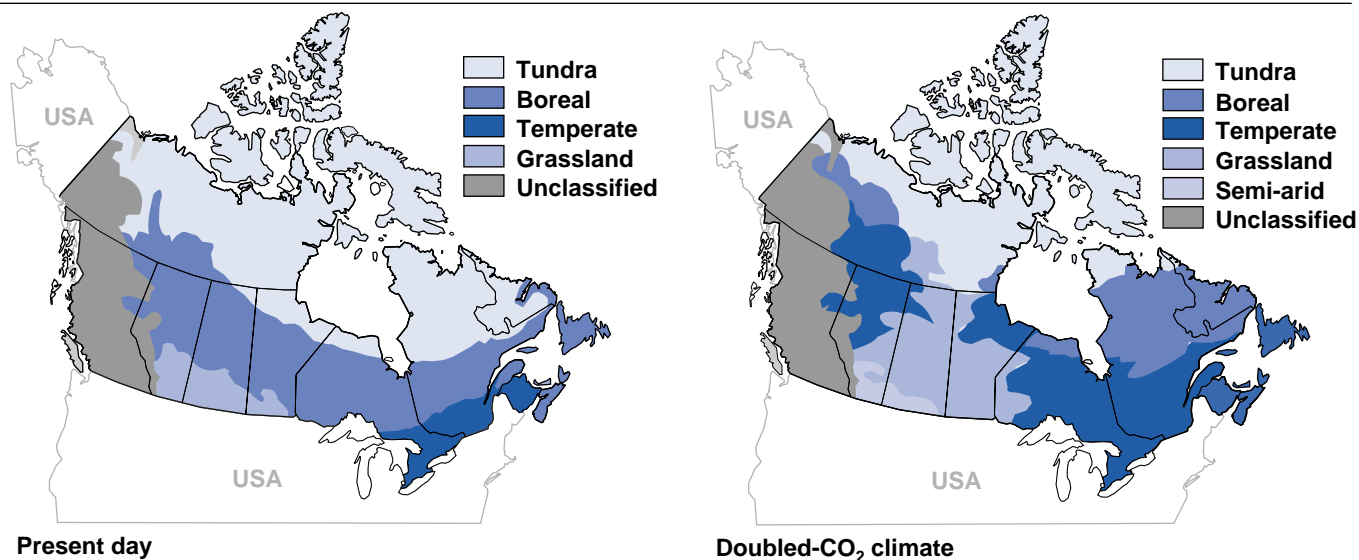 USA
Tundra
Boreal
Temperate
Grassland
Unclassified
USA
Present day
USA
Tundra
Boreal
Temperate
Grassland
Semi-arid
Unclassified
USA
Doubled-CO₂ climate